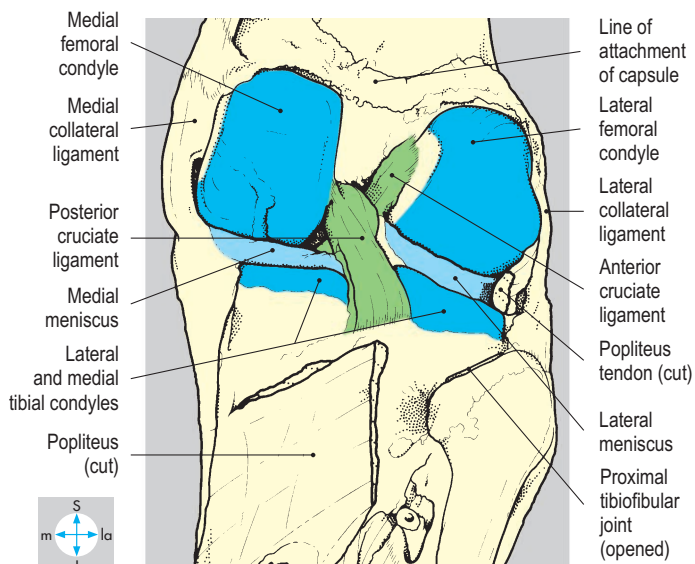 Medial
femoral
condyle
Medial
collateral
ligament
Posterior
cruciate
ligament
Medial
meniscus
Lateral
and medial
tibial condyles
Popliteus
(cut)
S
m
la
Line of
attachment
of capsule
Lateral
femoral
condyle
Lateral
collateral
ligament
Anterior
cruciate
ligament
Popliteus
tendon (cut)
Lateral
meniscus
Proximal
tibiofibular
joint
(opened)